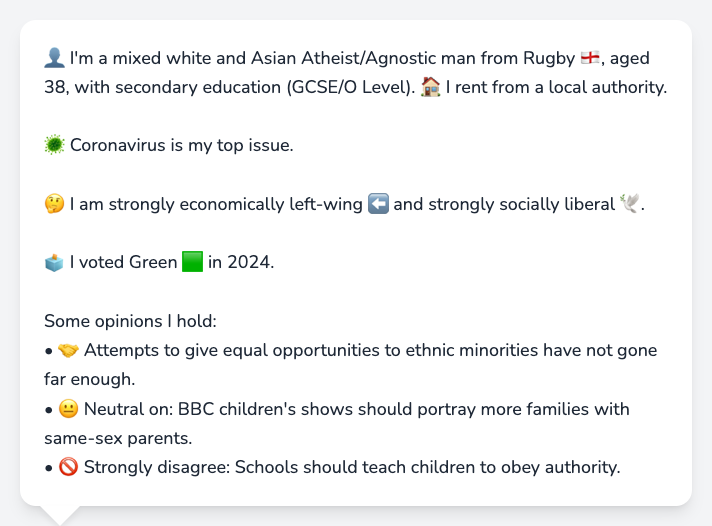 👤 I'm a mixed white and Asian Atheist/Agnostic man from Rugby 🏴󠁧󠁢󠁥󠁮󠁧󠁿, aged
38, with secondary education (GCSE/O Level). 🏠 I rent from a local authority.
🦠 Coronavirus is my top issue.
🤔 I am strongly economically left-wing ⬅️ and strongly socially liberal 🕊️.
🗳️ I voted Green 🟩 in 2024.
Some opinions I hold:
• 🤝 Attempts to give equal opportunities to ethnic minorities have not gone
far enough.
• 😐 Neutral on: BBC children's shows should portray more families with
same-sex parents.
• 🚫 Strongly disagree: Schools should teach children to obey authority.